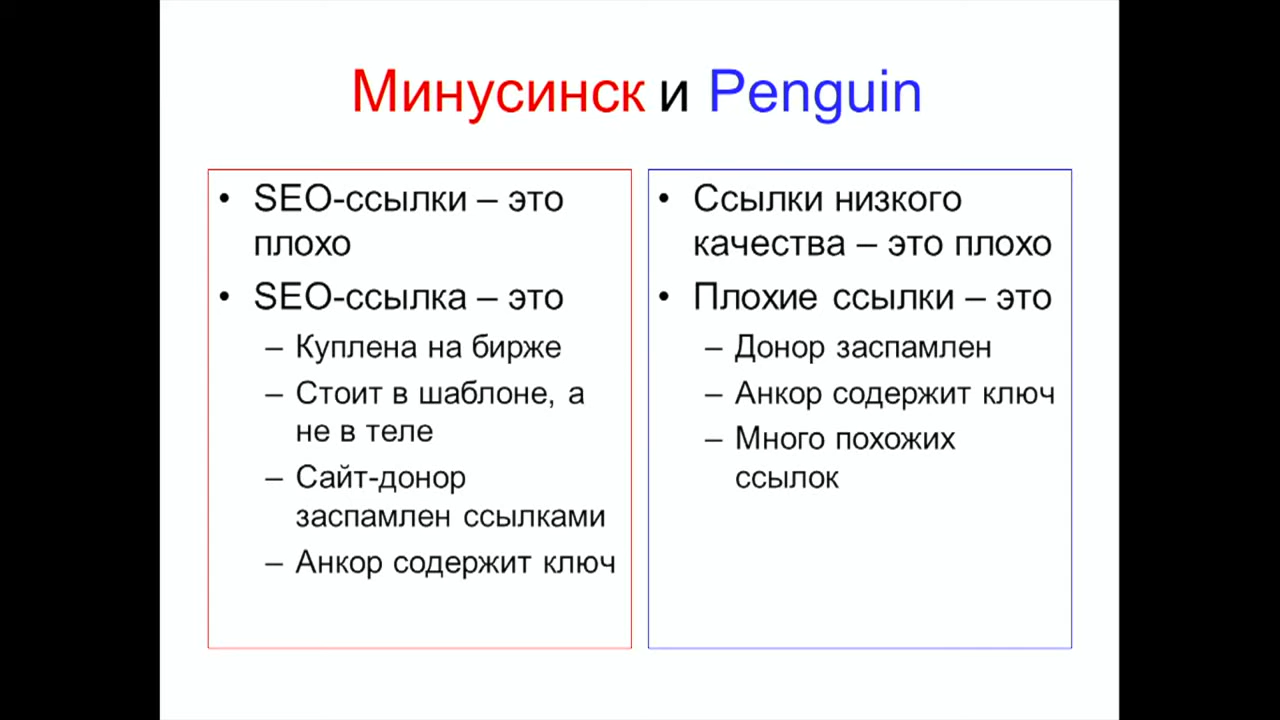 Минусинск и Penguin
• SEO-ссылки – это
плохо
• SEO-ссылка – это
– Куплена на бирже
– Стоит в шаблоне, а
не в теле
– Сайт-донор
заспамлен ссылками
– Анкор содержит ключ
• Ссылки низкого
качества – это плохо
• Плохие ссылки – это
– Донор заспамлен
– Анкор содержит ключ
– Много похожих
ссылок